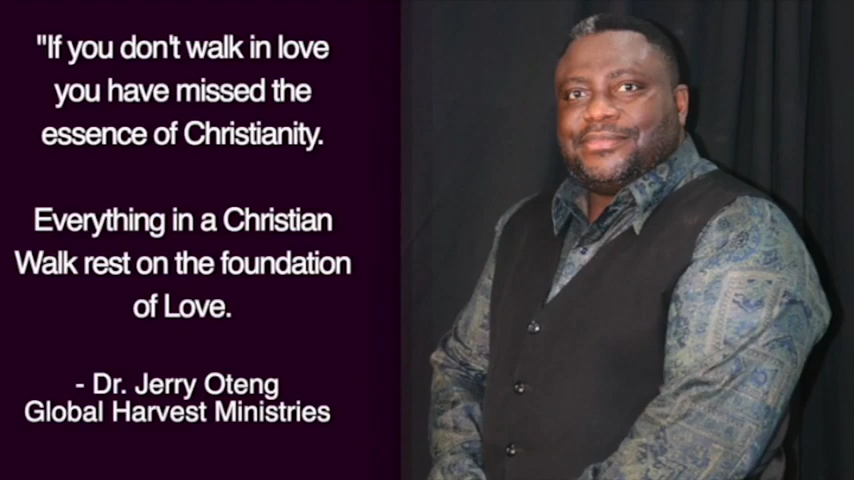 "If you don't walk in love
you have missed the
essence of Christianity.
Everything in a Christian
Walk rest on the foundation
of Love.
- Dr. Jerry Oteng
Global Harvest Ministries